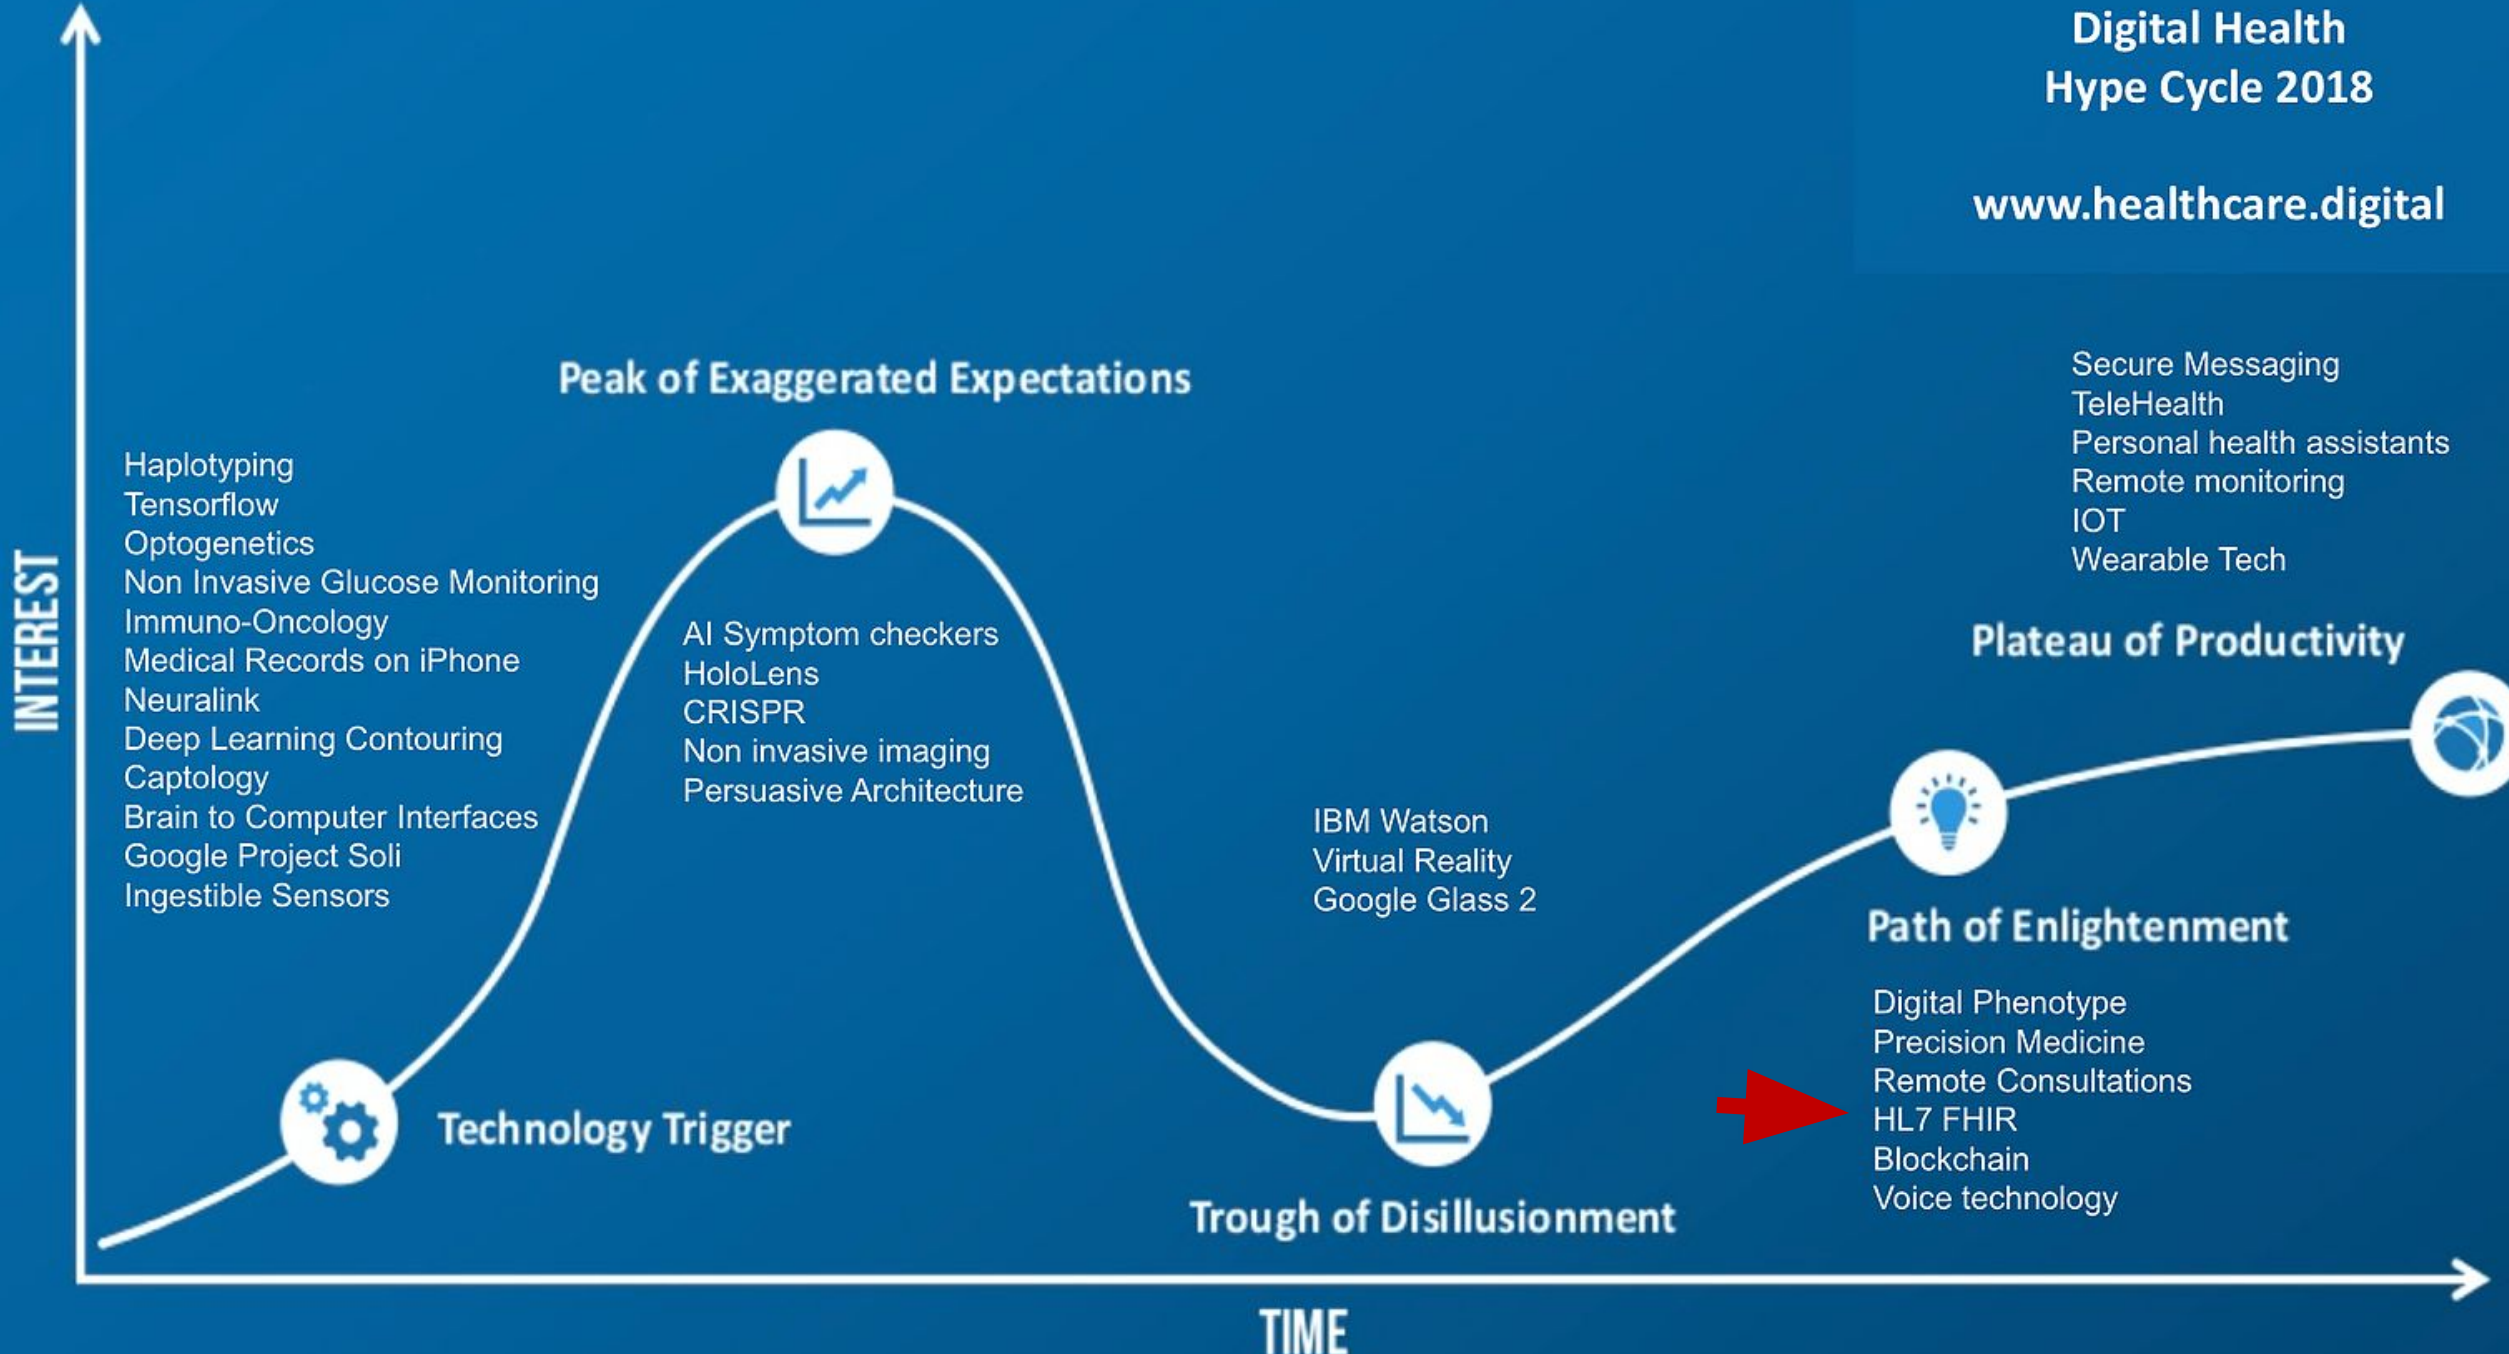 Digital Health
Hype Cycle 2018
www.healthcare.digital
INTEREST
Peak of Exaggerated Expectations
Haplotyping
Tensorflow
Optogenetics
Non Invasive Glucose Monitoring
Immuno-Oncology
Medical Records on iPhone
Neuralink
Deep Learning Contouring
Captology
Brain to Computer Interfaces
Google Project Soli
Ingestible Sensors
Technology Trigger
AI Symptom checkers
HoloLens
CRISPR
Non invasive imaging
Persuasive Architecture
IBM Watson
Virtual Reality
Google Glass 2
Trough of Disillusionment
Secure Messaging
TeleHealth
Personal health assistants
Remote monitoring
IOT
Wearable Tech
Plateau of Productivity
Path of Enlightenment
Digital Phenotype
Precision Medicine
Remote Consultations
HL7 FHIR
Blockchain
Voice technology
TIME